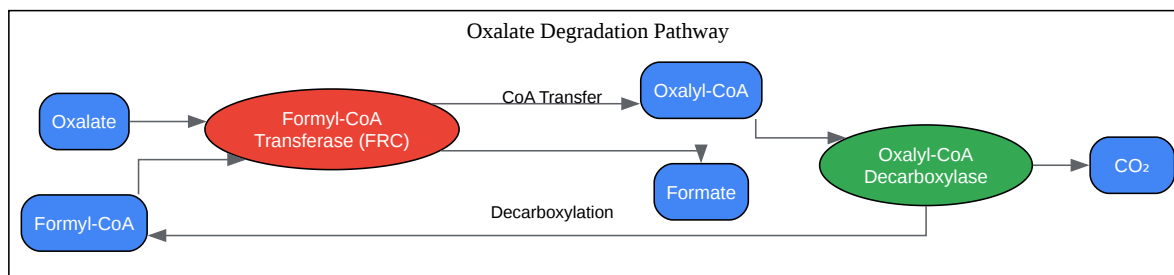 Oxalate Degradation Pathway
Oxalate
Formyl-CoA
Transferase (FRC)
CoA Transfer
Oxalyl-CoA
Oxalyl-CoA
Decarboxylase
CO₂
Formate
Formyl-CoA
Decarboxylation